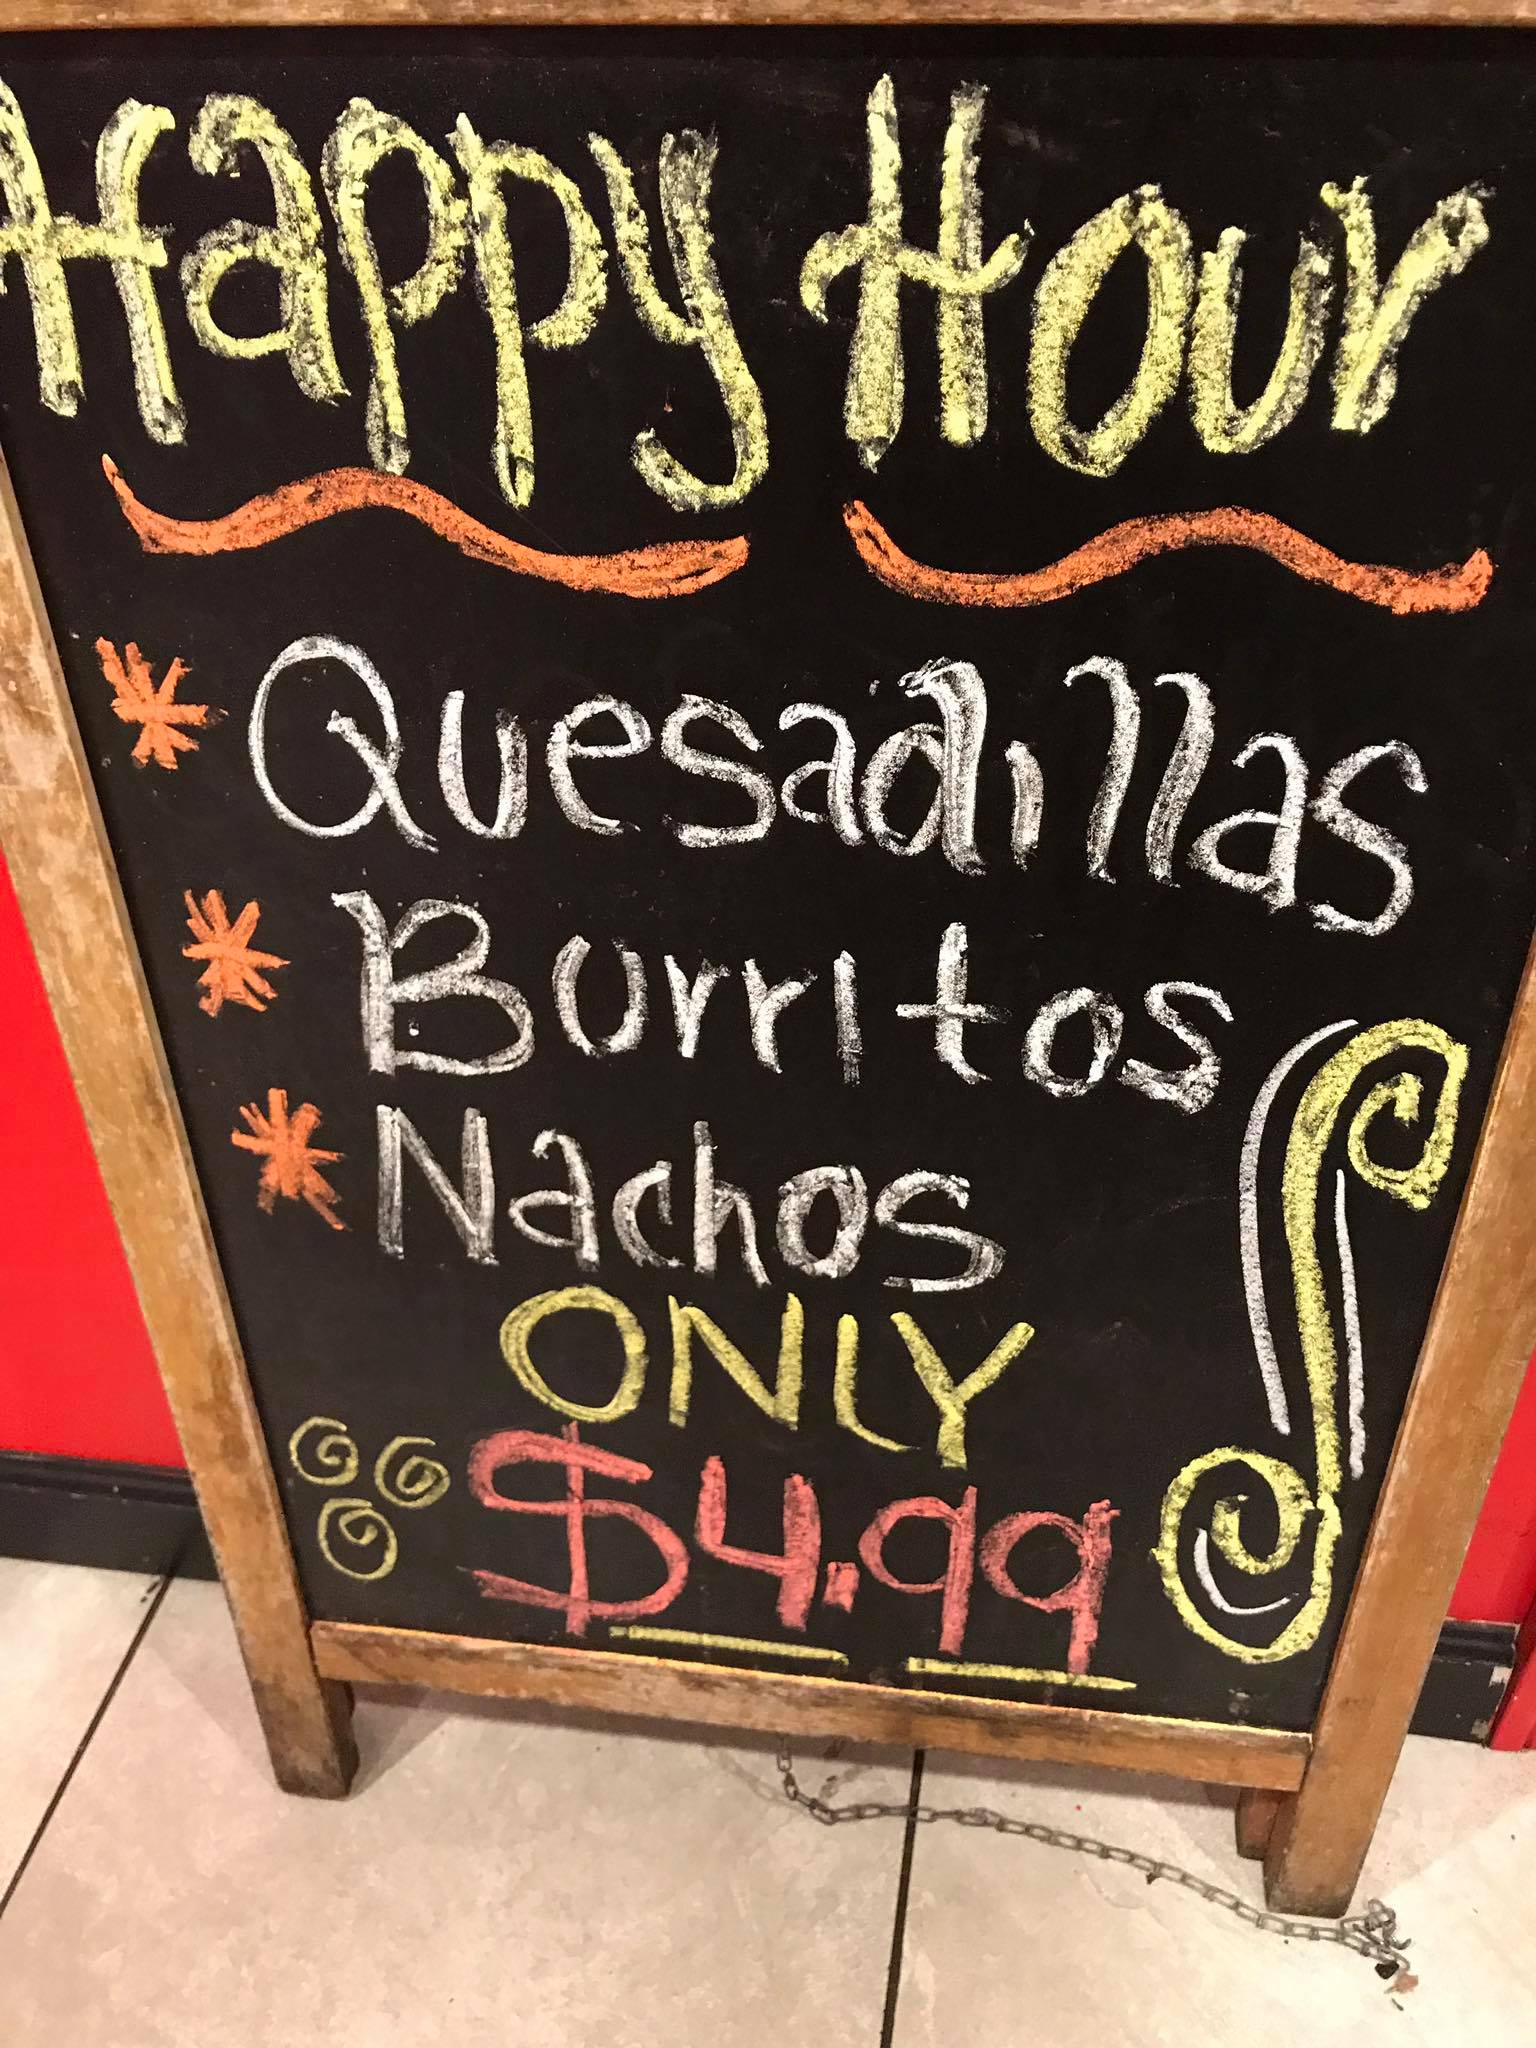 Happy Hour
* Quesadillas
* Burritos
* Nachos
ONLY
$4.99